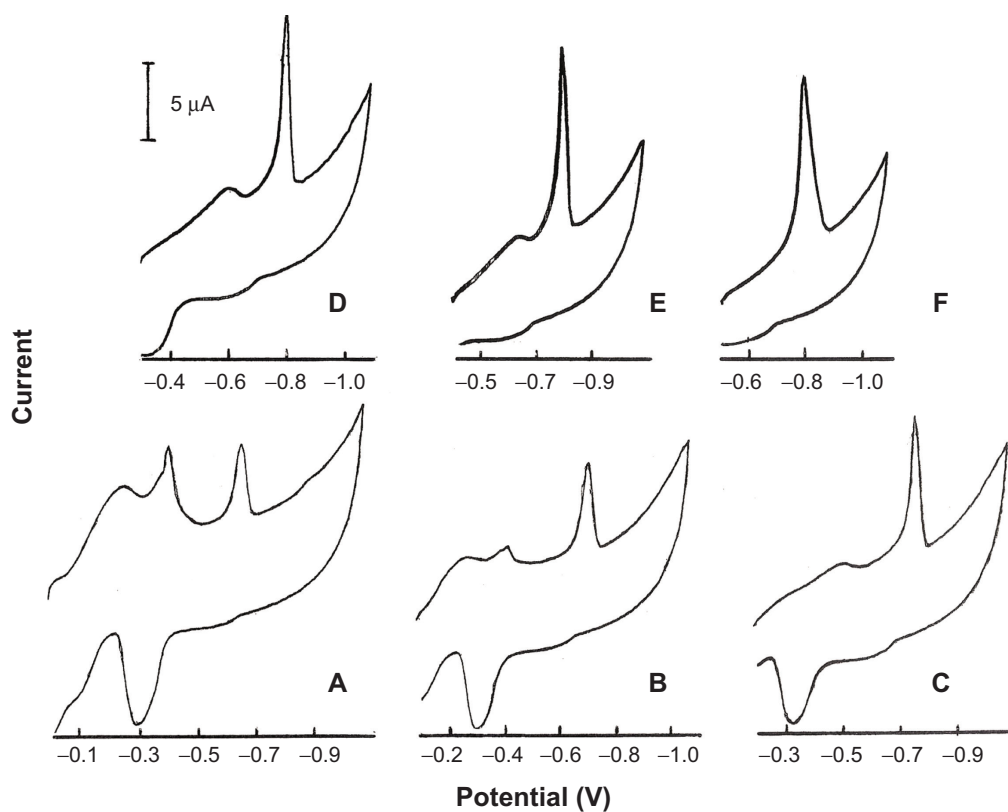 5 μA
D
E
F
−0.4 −0.6 −0.8 −1.0
−0.5 −0.7 −0.9
−0.6 −0.8 −1.0
Current
A
B
C
−0.1 −0.3 −0.5 −0.7 −0.9
−0.2 −0.4 −0.6 −0.8 −1.0
−0.3 −0.5 −0.7 −0.9
Potential (V)